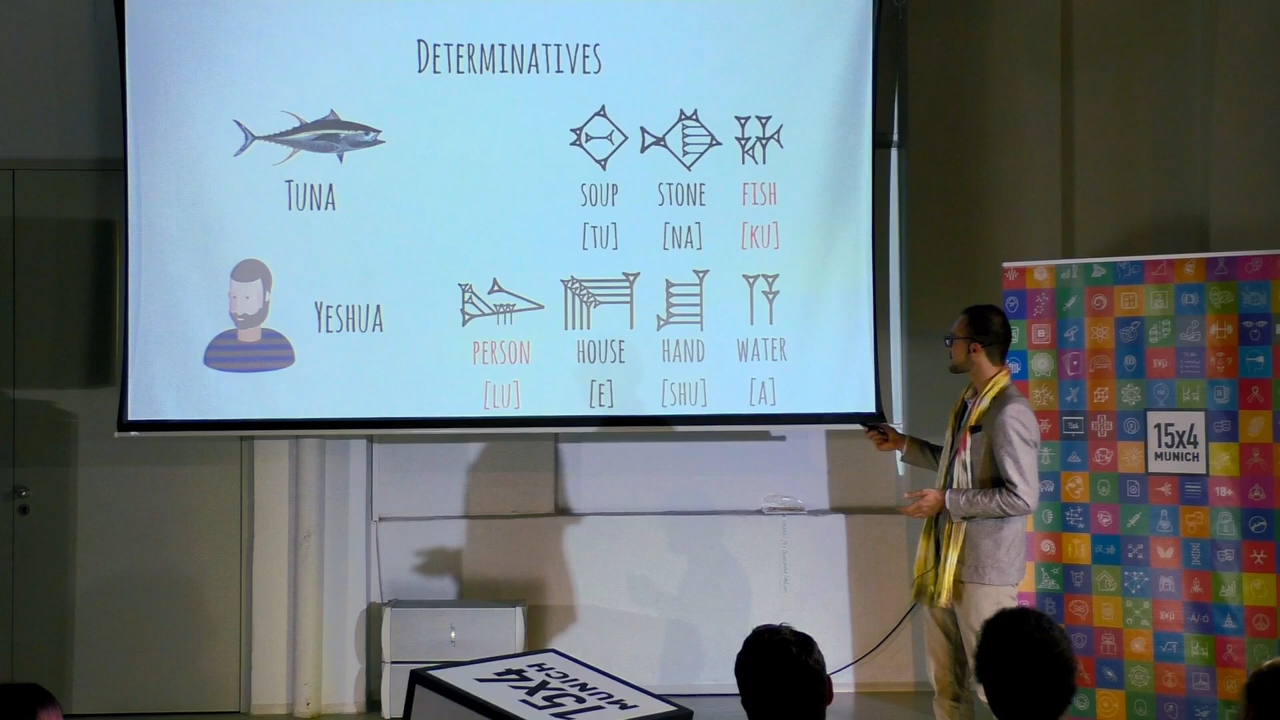 DETERMINATIVES
TUNA
SOUP STONE FISH
[TU] [NA] [KU]
YESHUA
PERSON HOUSE HAND WATER
[LU] [E] [SHU] [A]
15x4
MUNICH
18+
15X4
MUNICH